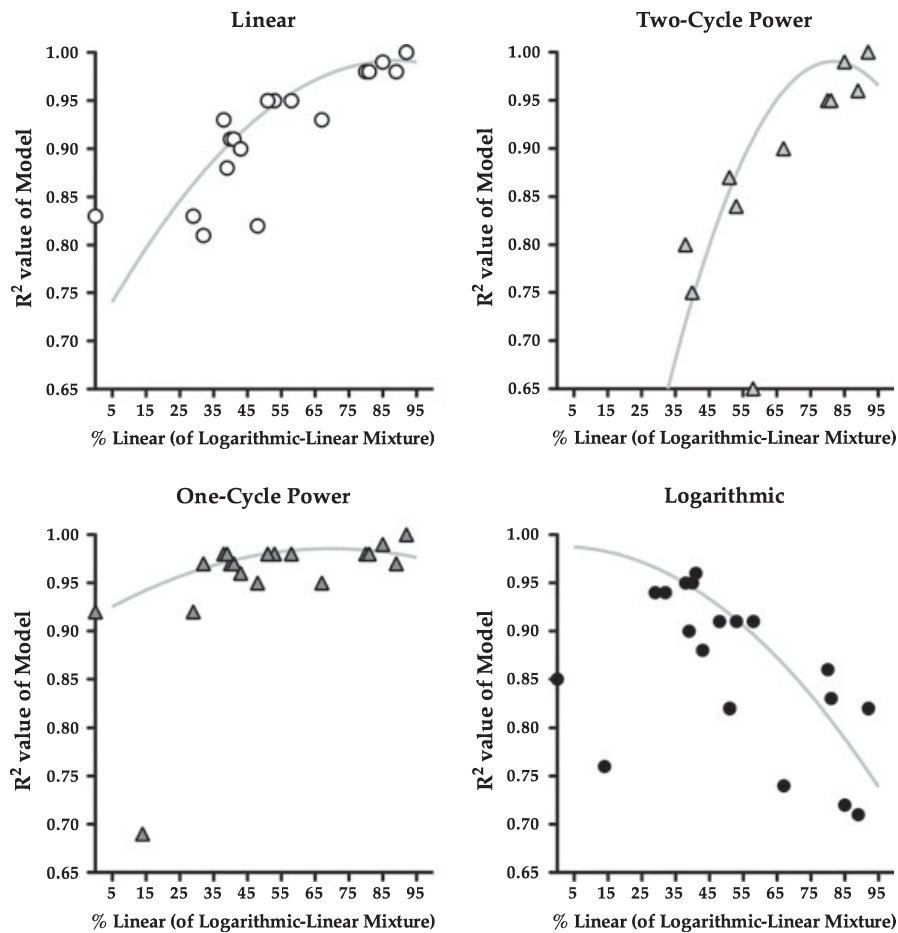 Linear
Two-Cycle Power
1.00
0.95
0.90
0.85
0.80
0.75
0.70
0.65
R² value of Model
5 15 25 35 45 55 65 75 85 95
% Linear (of Logarithmic-Linear Mixture)
1.00
0.95
0.90
0.85
0.80
0.75
0.70
0.65
R² value of Model
5 15 25 35 45 55 65 75 85 95
% Linear (of Logarithmic-Linear Mixture)
One-Cycle Power
Logarithmic
1.00
0.95
0.90
0.85
0.80
0.75
0.70
0.65
R² value of Model
5 15 25 35 45 55 65 75 85 95
% Linear (of Logarithmic-Linear Mixture)
1.00
0.95
0.90
0.85
0.80
0.75
0.70
0.65
R² value of Model
5 15 25 35 45 55 65 75 85 95
% Linear (of Logarithmic-Linear Mixture)